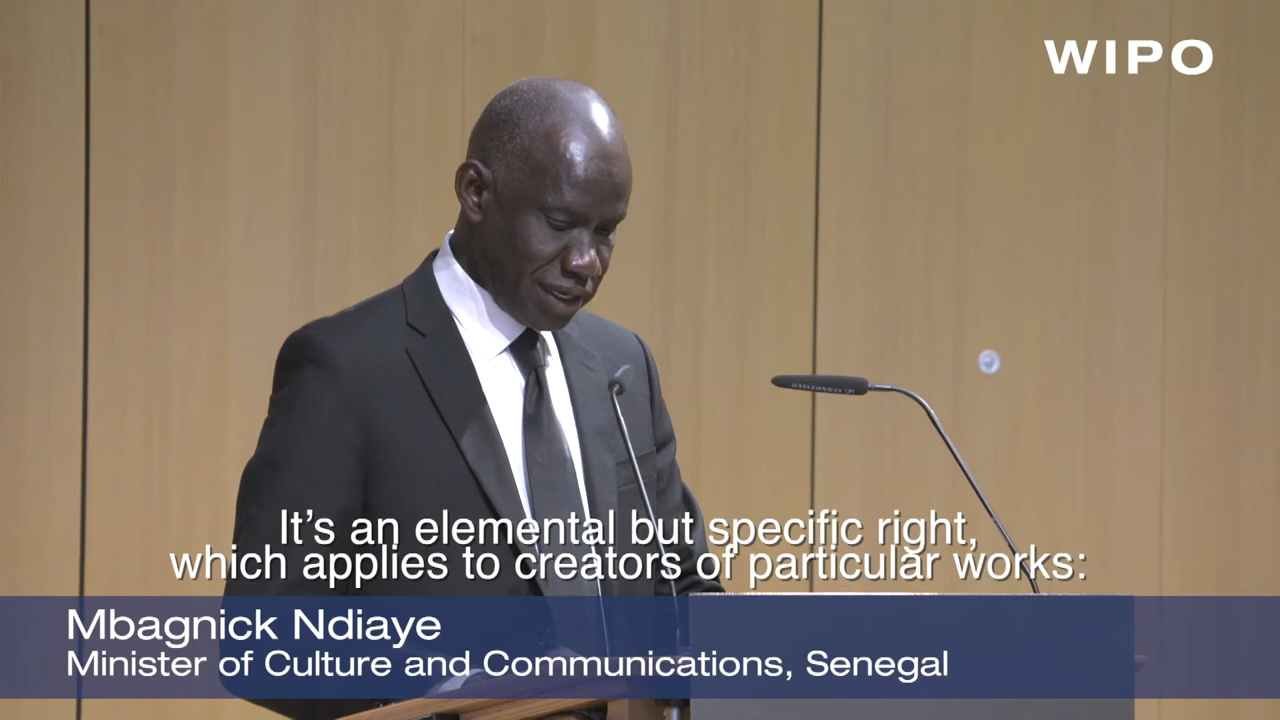 WIPO
It's an elemental but specific right,
which applies to creators of particular works:
Mbagnick Ndiaye
Minister of Culture and Communications, Senegal